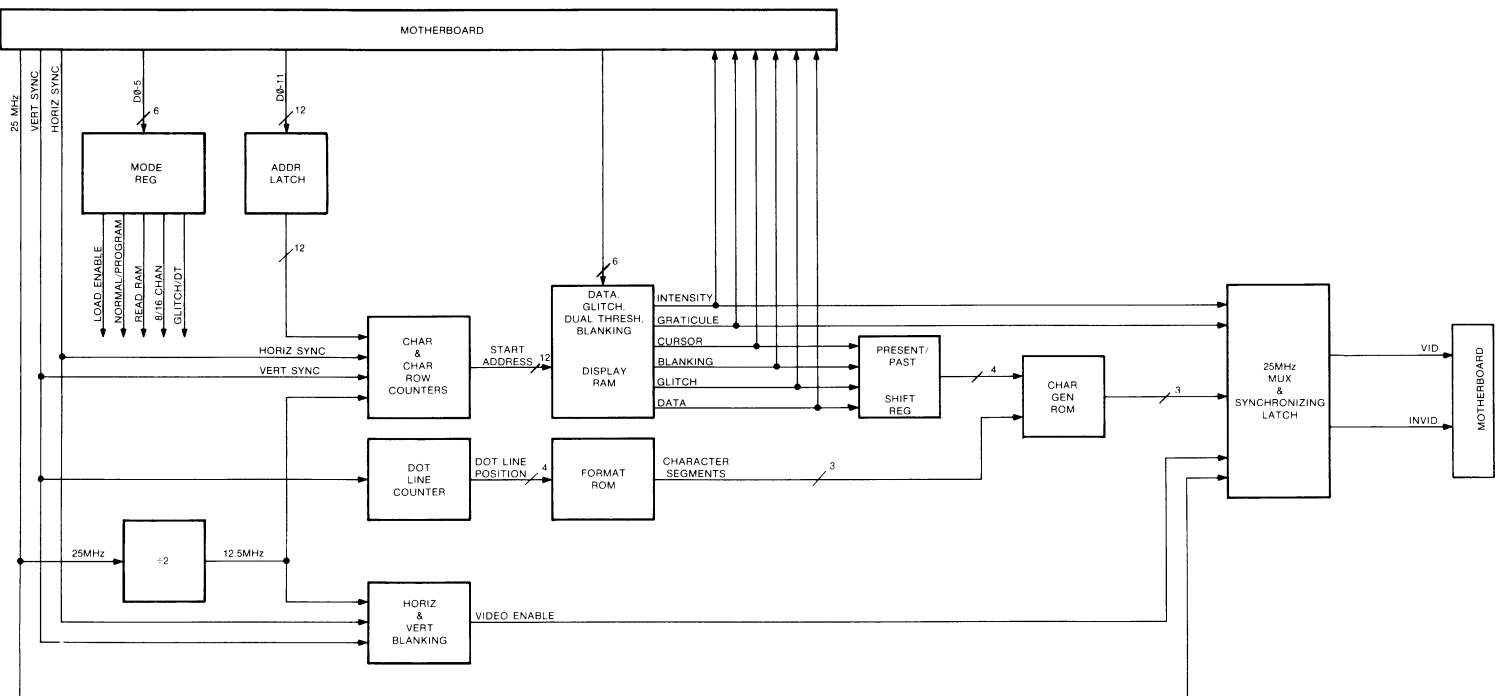 MOTHERBOARD
25 MHz
VERT SYNC
HORIZ SYNC
DØ-5
6
DØ-11
12
MODE
REG
ADDR.
LATCH
LOAD ENABLE
NORMAL/PROGRAM
READ RAM
8/16 CHAN
GLITCH/DT
12
6
HORIZ SYNC
VERT SYNC
CHAR
&
CHAR
ROW
COUNTERS
START
ADDRESS
12
DATA.
GLITCH.
DUAL THRESH.
BLANKING
DISPLAY
RAM
INTENSITY
GRATICULE
CURSOR
BLANKING
GLITCH
DATA
PRESENT/
PAST
SHIFT
REG
4
CHAR
GEN
ROM
3
25MHz
MUX
&
SYNCHRONIZING
LATCH
VID
INVID
MOTHERBOARD
DOT
LINE
COUNTER
DOT LINE
POSITION
4
FORMAT
ROM
CHARACTER
SEGMENTS
3
25MHz
÷2
12.5MHz
HORIZ
&
VERT
BLANKING
VIDEO ENABLE